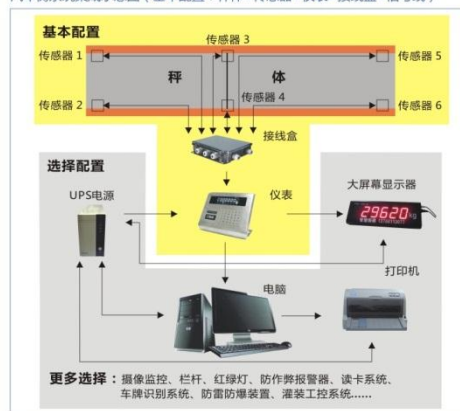 基本配置
传感器 3
传感器 1
传感器 5
秤 体
传感器 2
传感器 4
传感器 6
接线盒
选择配置
UPS电源
仪表
大屏幕显示器
29620kg
打印机
电脑
更多选择：摄像监控、栏杆、红绿灯、防作弊报警器、读卡系统、
车牌识别系统、防雷防爆装置、灌装工控系统......